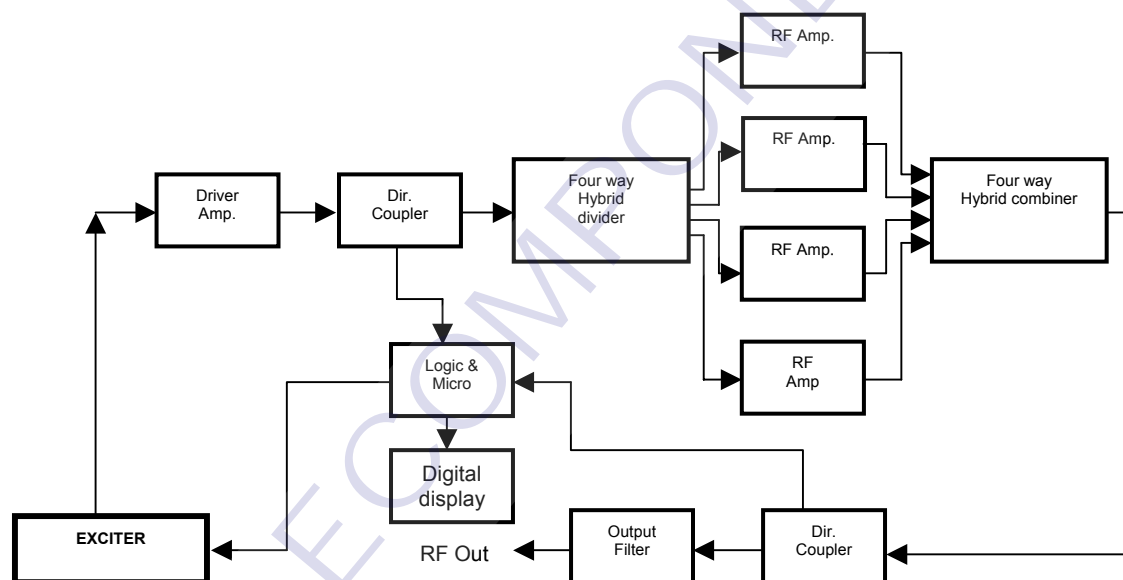 RF Amp.
RF Amp.
Driver
Amp.
Dir.
Coupler
Four way
Hybrid
divider
Four way
Hybrid combiner
RF Amp.
RF
Amp
Logic &
Micro
Digital
display
EXCITER
RF Out
Output
Filter
Dir.
Coupler
ECOMPONE